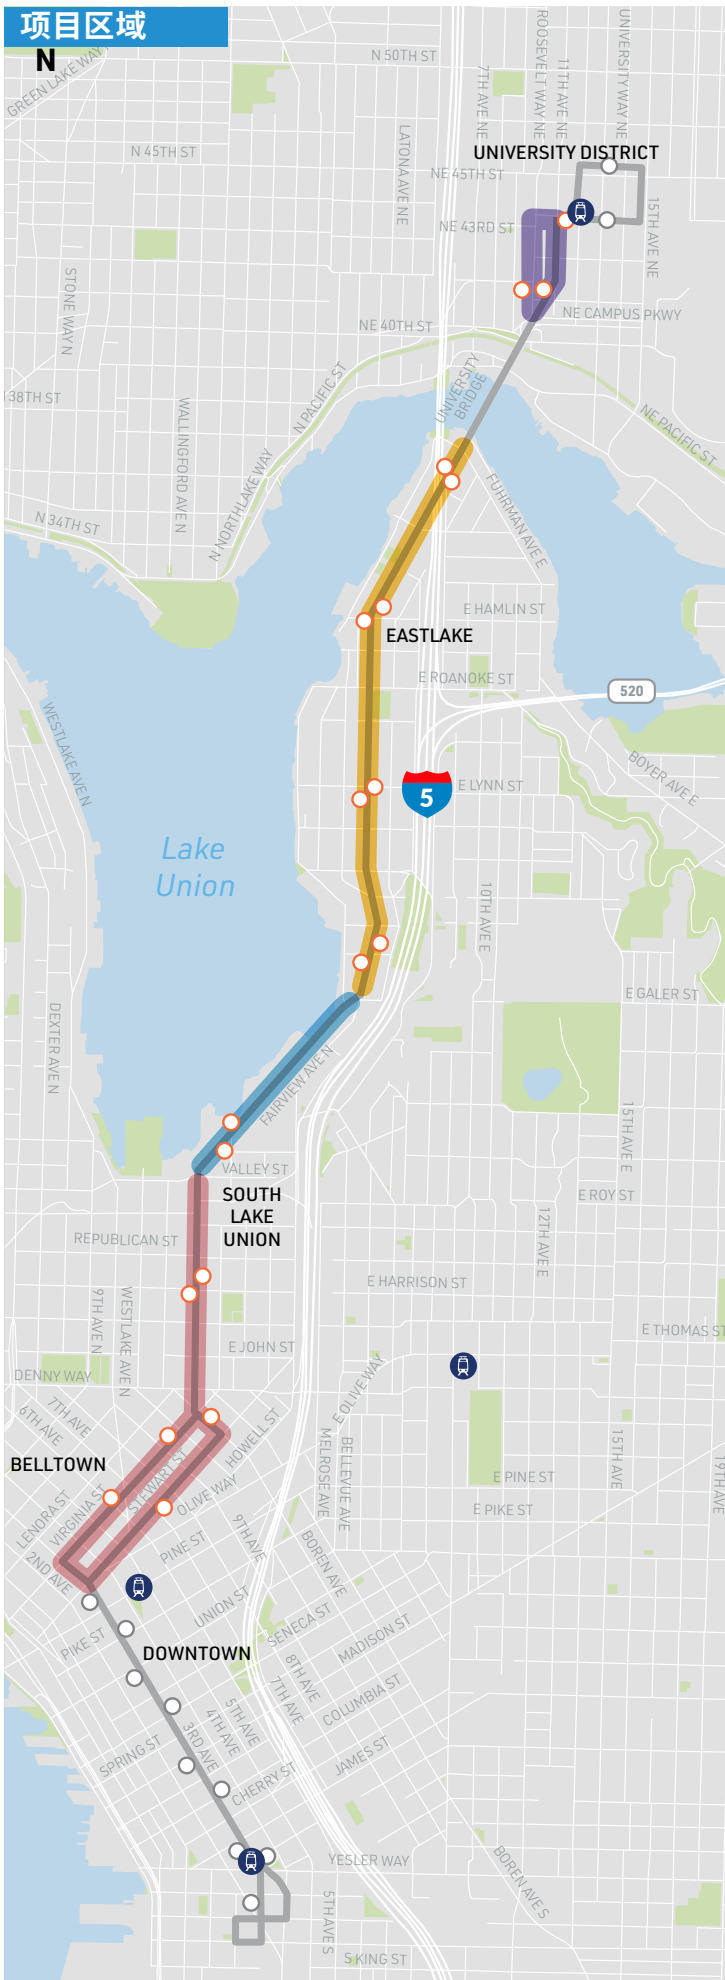 项目区域
N
GREEN LAKE WAY
N 50TH ST
ROOSEVELT WAY NE
UNIVERSITY WAY NE
7TH AVE NE
11TH AVE NE
LATONA AVE NE
N 45TH ST
UNIVERSITY DISTRICT
NE 45TH ST
NE 43RD ST
15TH AVE NE
STONE WAY N
NE CAMPUS PKWY
NE 40TH ST
UNIVERSITY
BRIDGE
N PACIFIC ST
NE PACIFIC ST
38TH ST
WALLINGFORD AVE N
N NORTHLAKE WAY
FUHRMAN AVE E
N 34TH ST
E HAMLIN ST
EASTLAKE
E ROANOKE ST
520
WESTLAKE AVE N
BOYER AVE E
E LYNN ST
5
Lake
Union
10TH AVE E
E GALER ST
DEXTER AVE N
FAIRVIEW AVE N
15TH AVE E
VALLEY ST
SOUTH
LAKE
UNION
E ROY ST
12TH AVE E
REPUBLICAN ST
E HARRISON ST
9TH AVE N
WESTLAKE AVE N
E THOMAS ST
E JOHN ST
DENNY WAY
E OLIVE WAY
7TH AVE
6TH AVE
HOWELL ST
MELROSE AVE
BELLEVUE AVE
15TH AVE
19TH AVE
BELLTOWN
STEWART ST
E PINE ST
OLIVE WAY
LENORA ST
VIRGINIA ST
E PIKE ST
9TH AVE
PINE ST
BOREN AVE
2ND AVE
UNION ST
SENECA ST
PIKE ST
MADISON ST
DOWNTOWN
8TH AVE
7TH AVE
COLUMBIA ST
5TH AVE
4TH AVE
3RD AVE
SPRING ST
JAMES ST
CHERRY ST
YESLER WAY
BOREN AVE S
5TH AVE S
S KING ST